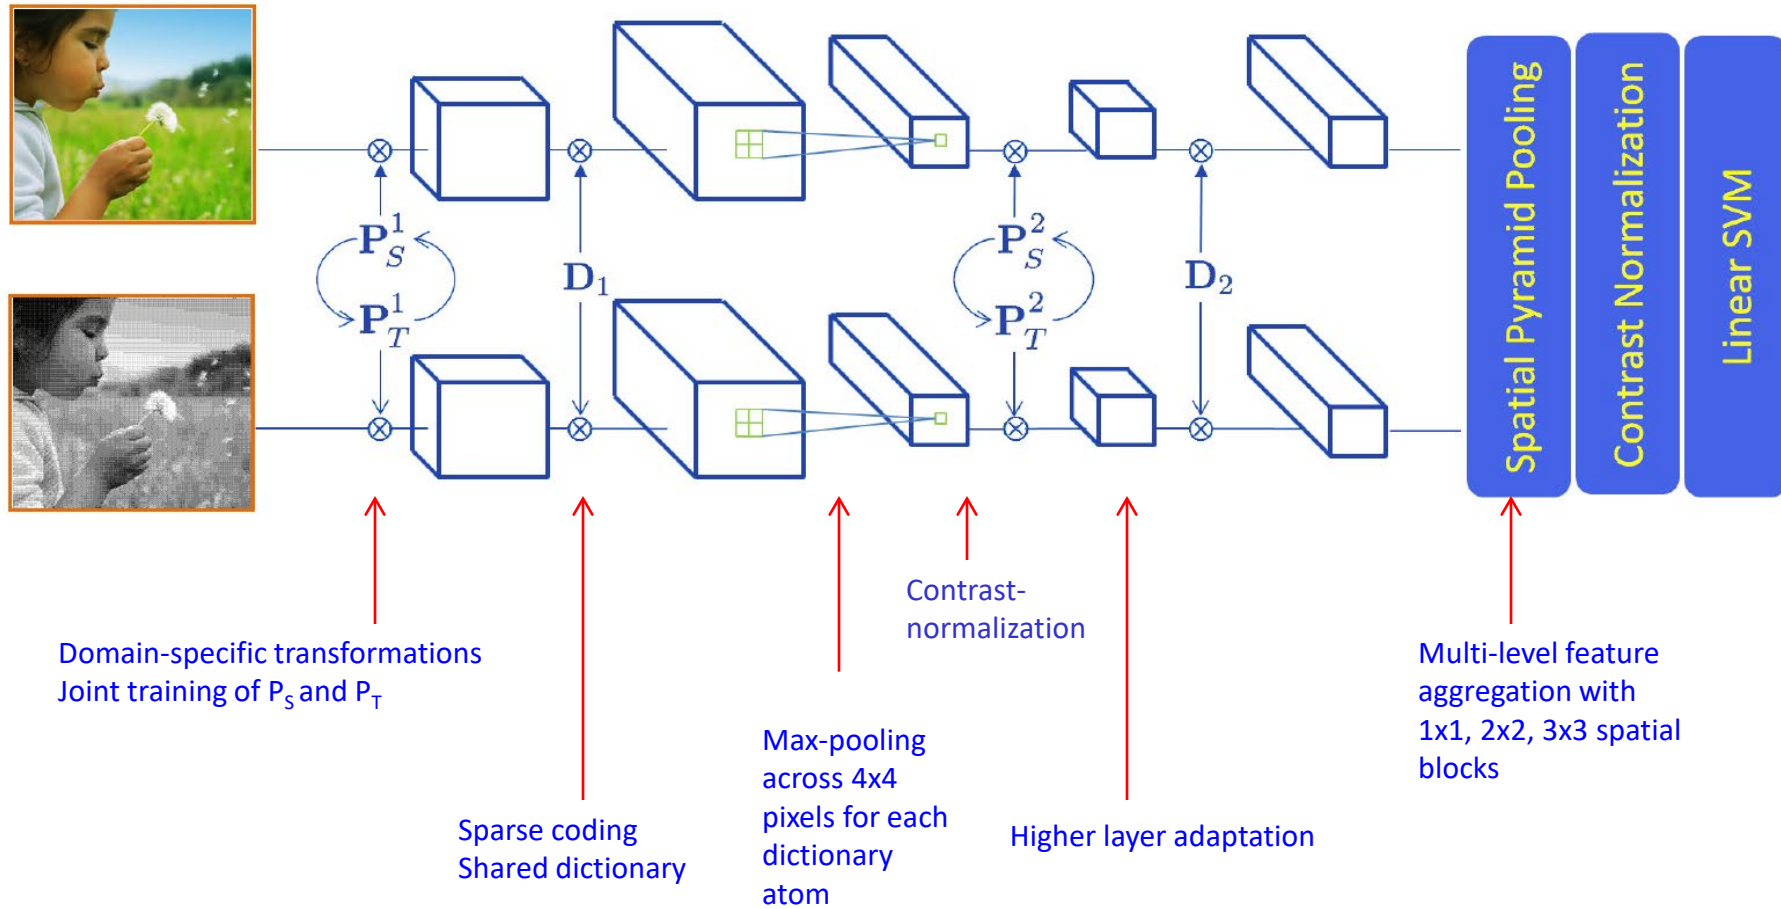 P_S^1
P_T^1
D_1
P_S^2
P_T^2
D_2
Spatial Pyramid Pooling
Contrast Normalization
Linear SVM
Domain-specific transformations
Joint training of P_S and P_T
Sparse coding
Shared dictionary
Max-pooling
across 4x4
pixels for each
dictionary
atom
Contrast-
normalization
Higher layer adaptation
Multi-level feature
aggregation with
1x1, 2x2, 3x3 spatial
blocks